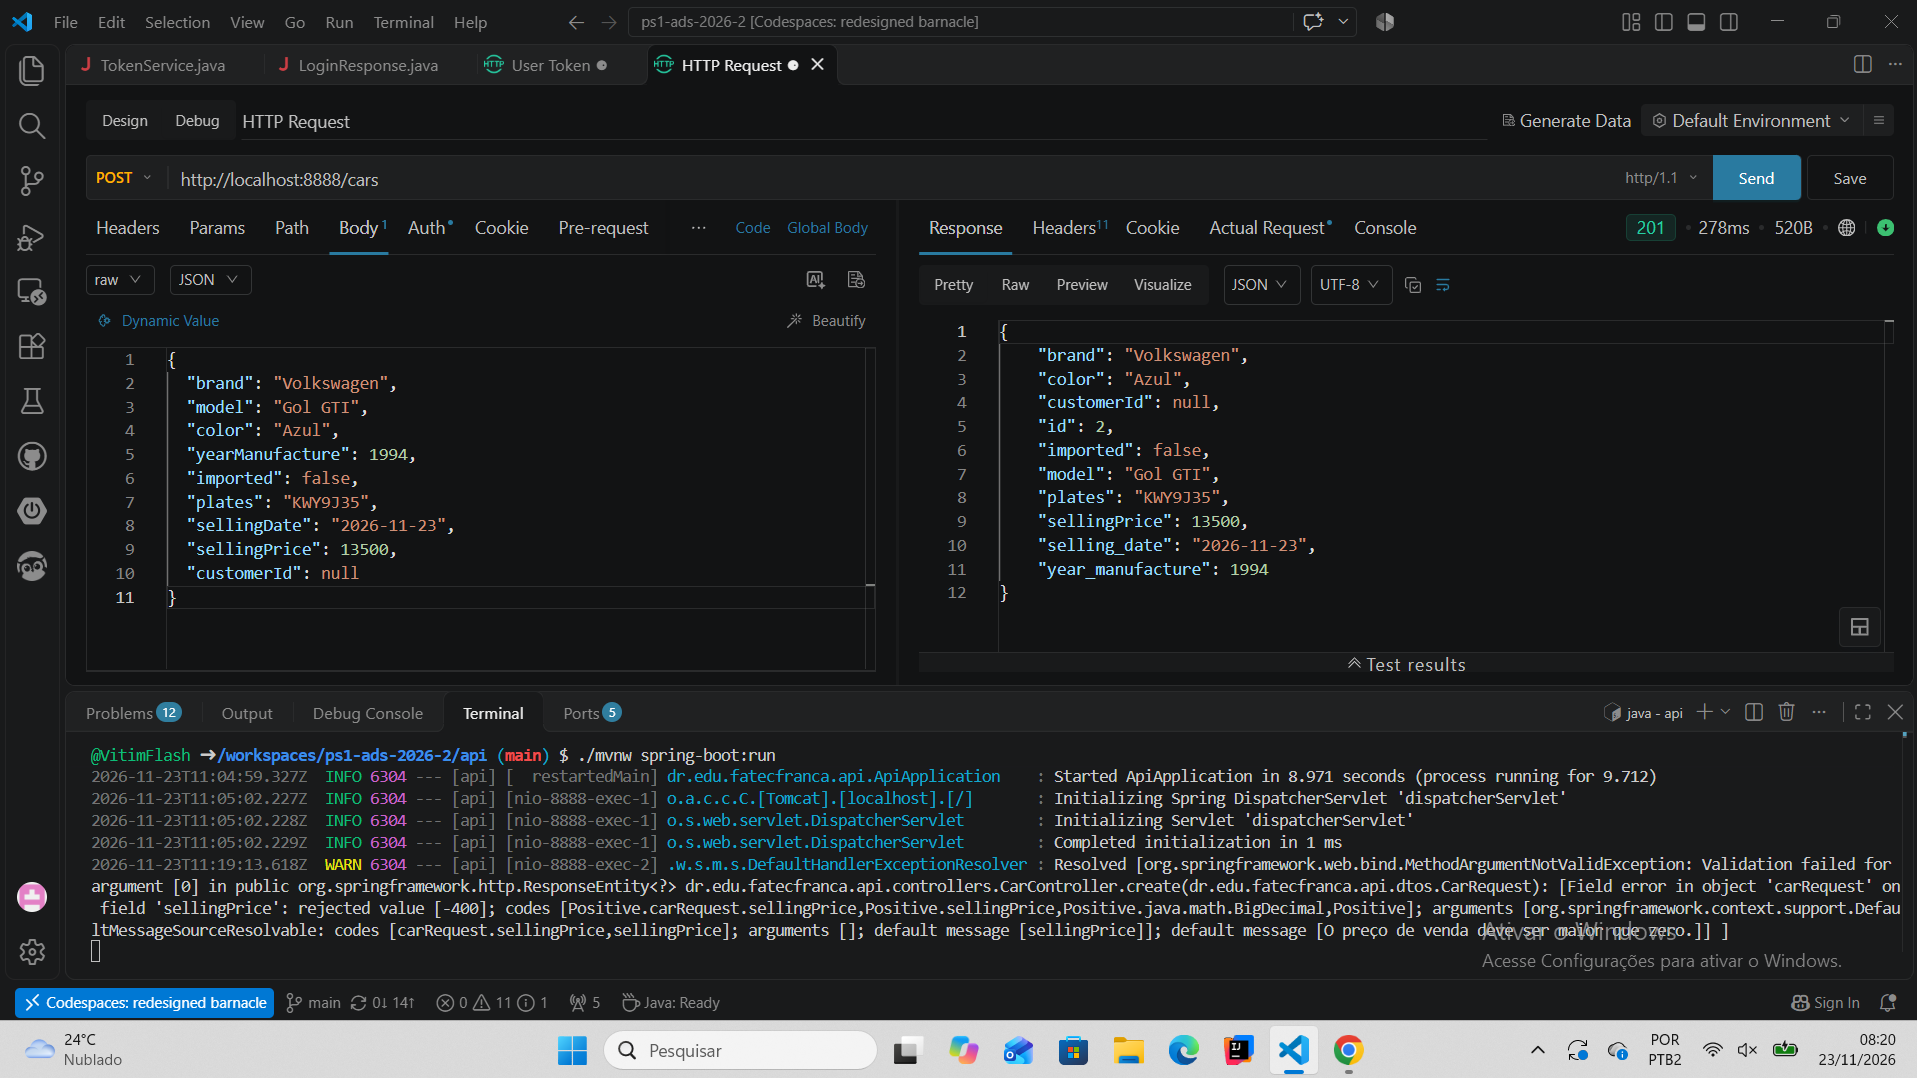 File Edit Selection View Go Run Terminal Help
ps1-ads-2026-2 [Codespaces: redesigned barnacle]
TokenService.java
LoginResponse.java
HTTP User Token
HTTP HTTP Request
Design Debug HTTP Request
Generate Data Default Environment
POST http://localhost:8888/cars http/1.1 Send Save
Headers Params Path Body 1 Auth Cookie Pre-request ··· Code Global Body
raw JSON
Dynamic Value Beautify
1 {
2 "brand": "Volkswagen",
3 "model": "Gol GTI",
4 "color": "Azul",
5 "yearManufacture": 1994,
6 "imported": false,
7 "plates": "KWY9J35",
8 "sellingDate": "2026-11-23",
9 "sellingPrice": 13500,
10 "customerId": null
11 }
Response Headers 11 Cookie Actual Request Console 201 278ms 520B
Pretty Raw Preview Visualize JSON UTF-8
1 {
2 "brand": "Volkswagen",
3 "color": "Azul",
4 "customerId": null,
5 "id": 2,
6 "imported": false,
7 "model": "Gol GTI",
8 "plates": "KWY9J35",
9 "sellingPrice": 13500,
10 "selling_date": "2026-11-23",
11 "year_manufacture": 1994
12 }
Test results
Problems 12 Output Debug Console Terminal Ports 5
java - api
@VitimFlash ➜/workspaces/ps1-ads-2026-2/api (main) $ ./mvnw spring-boot:run
2026-11-23T11:04:59.327Z INFO 6304 --- [api] [ restartedMain] dr.edu.fatecfranca.api.ApiApplication : Started ApiApplication in 8.971 seconds (process running for 9.712)
2026-11-23T11:05:02.227Z INFO 6304 --- [api] [nio-8888-exec-1] o.a.c.c.C.[Tomcat].[localhost].[/] : Initializing Spring DispatcherServlet 'dispatcherServlet'
2026-11-23T11:05:02.228Z INFO 6304 --- [api] [nio-8888-exec-1] o.s.web.servlet.DispatcherServlet : Initializing Servlet 'dispatcherServlet'
2026-11-23T11:05:02.229Z INFO 6304 --- [api] [nio-8888-exec-1] o.s.web.servlet.DispatcherServlet : Completed initialization in 1 ms
2026-11-23T11:19:13.618Z WARN 6304 --- [api] [nio-8888-exec-2] .w.s.m.s.DefaultHandlerExceptionResolver : Resolved [org.springframework.web.bind.MethodArgumentNotValidException: Validation failed for
argument [0] in public org.springframework.http.ResponseEntity<?> dr.edu.fatecfranca.api.controllers.CarController.create(dr.edu.fatecfranca.api.dtos.CarRequest): [Field error in object 'carRequest' on
field 'sellingPrice': rejected value [-400]; codes [Positive.carRequest.sellingPrice,Positive.sellingPrice,Positive.java.math.BigDecimal,Positive]; arguments [org.springframework.context.support.Defau
ltMessageSourceResolvable: codes [carRequest.sellingPrice,sellingPrice]; arguments []; default message [sellingPrice]]; default message [O preço de venda deve ser maior que zero.]] ]
Ativar o Windows
Acesse Configurações para ativar o Windows.
Codespaces: redesigned barnacle main 0↓ 14↑ 0 11 1 5 Java: Ready Sign In
24°C
Nublado
Pesquisar
POR
PTB2
08:20
23/11/2026